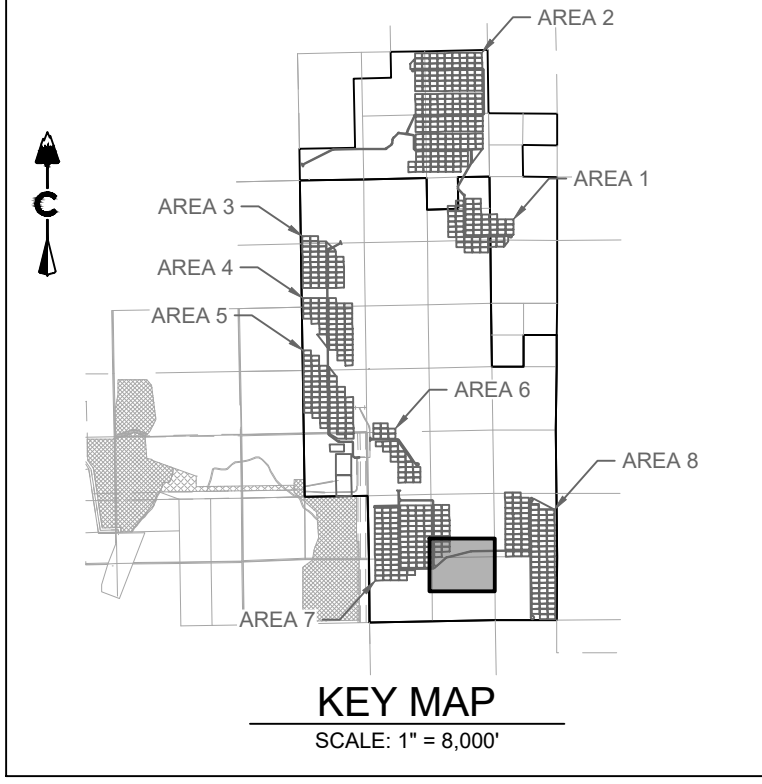 AREA 2
AREA 1
AREA 3
AREA 4
AREA 5
AREA 6
AREA 8
AREA 7
C
KEY MAP
SCALE: 1" = 8,000'